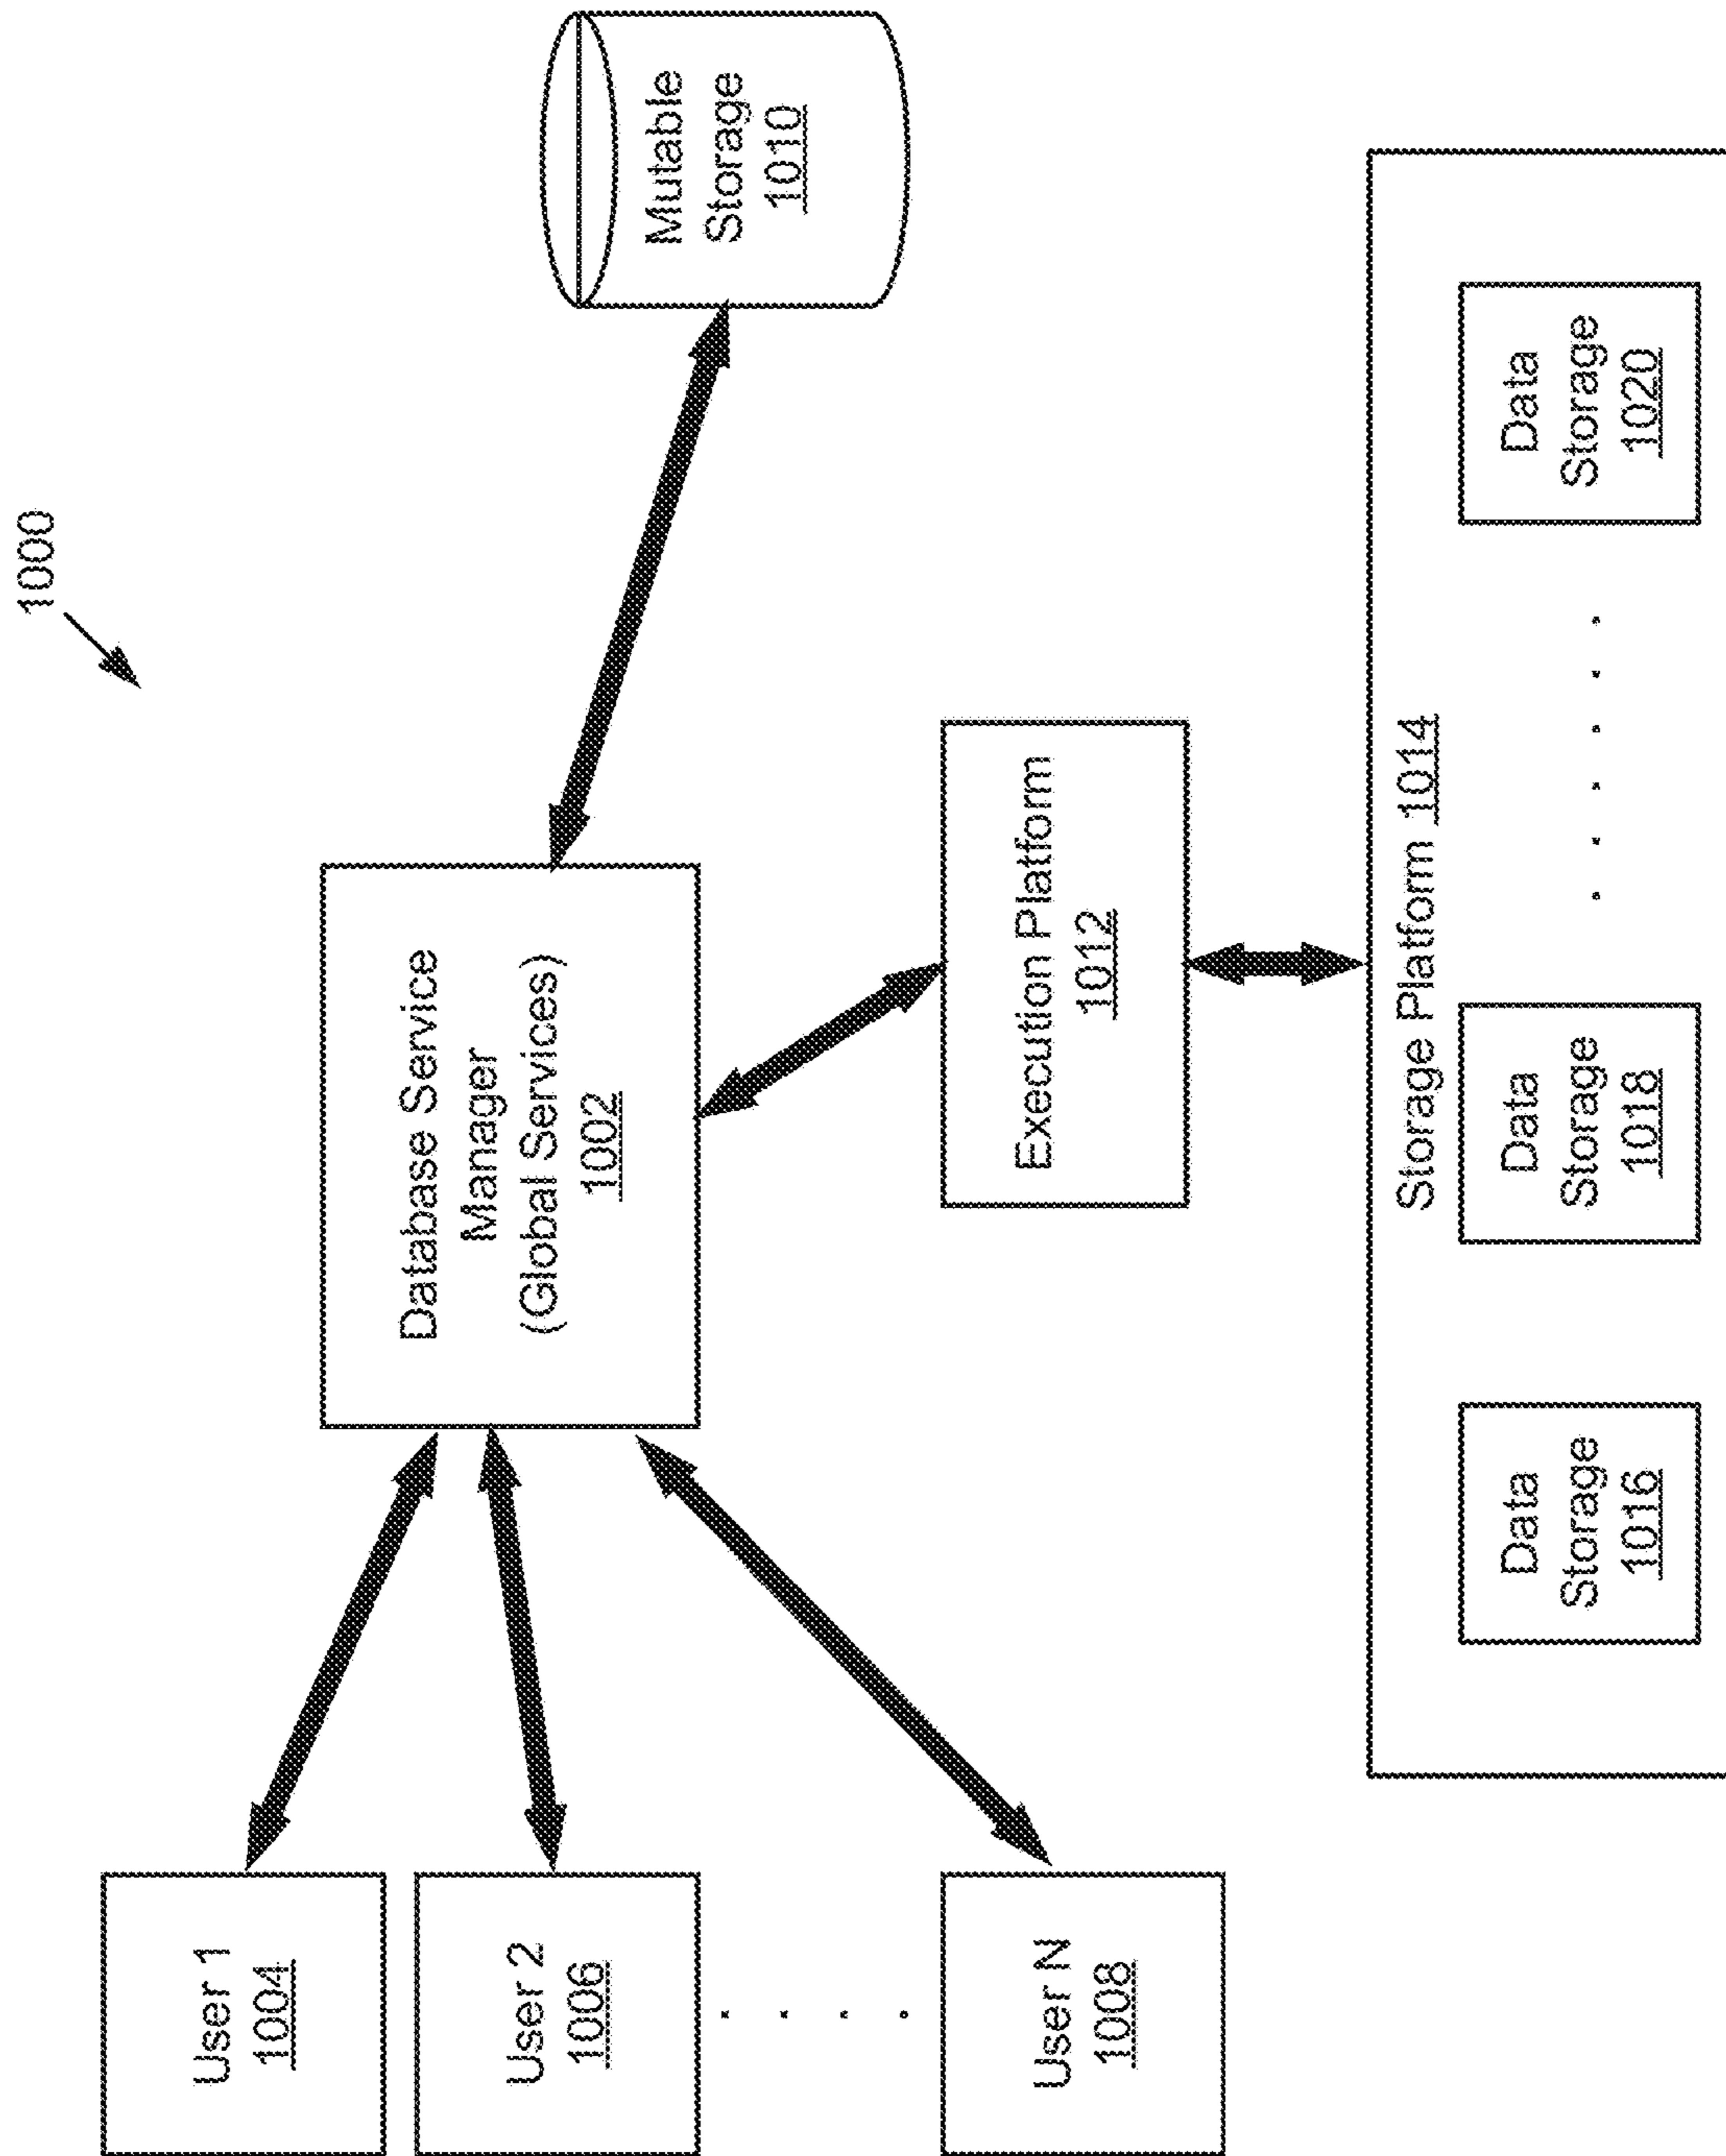 1000
User 1
1004
User 2
1006
User N
1008
Database Service
Manager
(Global Services)
1002
Mutable
Storage
1010
Execution Platform
1012
Storage Platform 1014
Data
Storage
1016
Data
Storage
1018
Data
Storage
1020